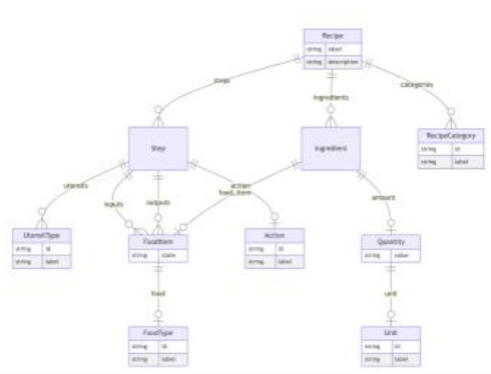 Recipe
string label
string description
steps
ingredients
categories
Step
Ingredient
RecipeCategory
string id
string label
utensils
inputs
outputs
action
food_item
amount
UtensilType
string id
string label
FoodItem
string state
Action
string id
string label
Quantity
string value
food
unit
FoodType
string id
string label
Unit
string id
string label